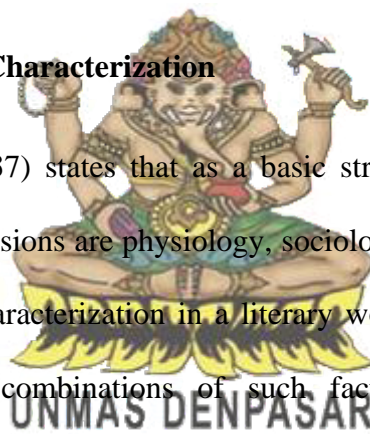 Characterization
37) states that as a basic str
sions are physiology, sociolo
aracterization in a literary w
combinations of such fac
UNMAS DENPASAR